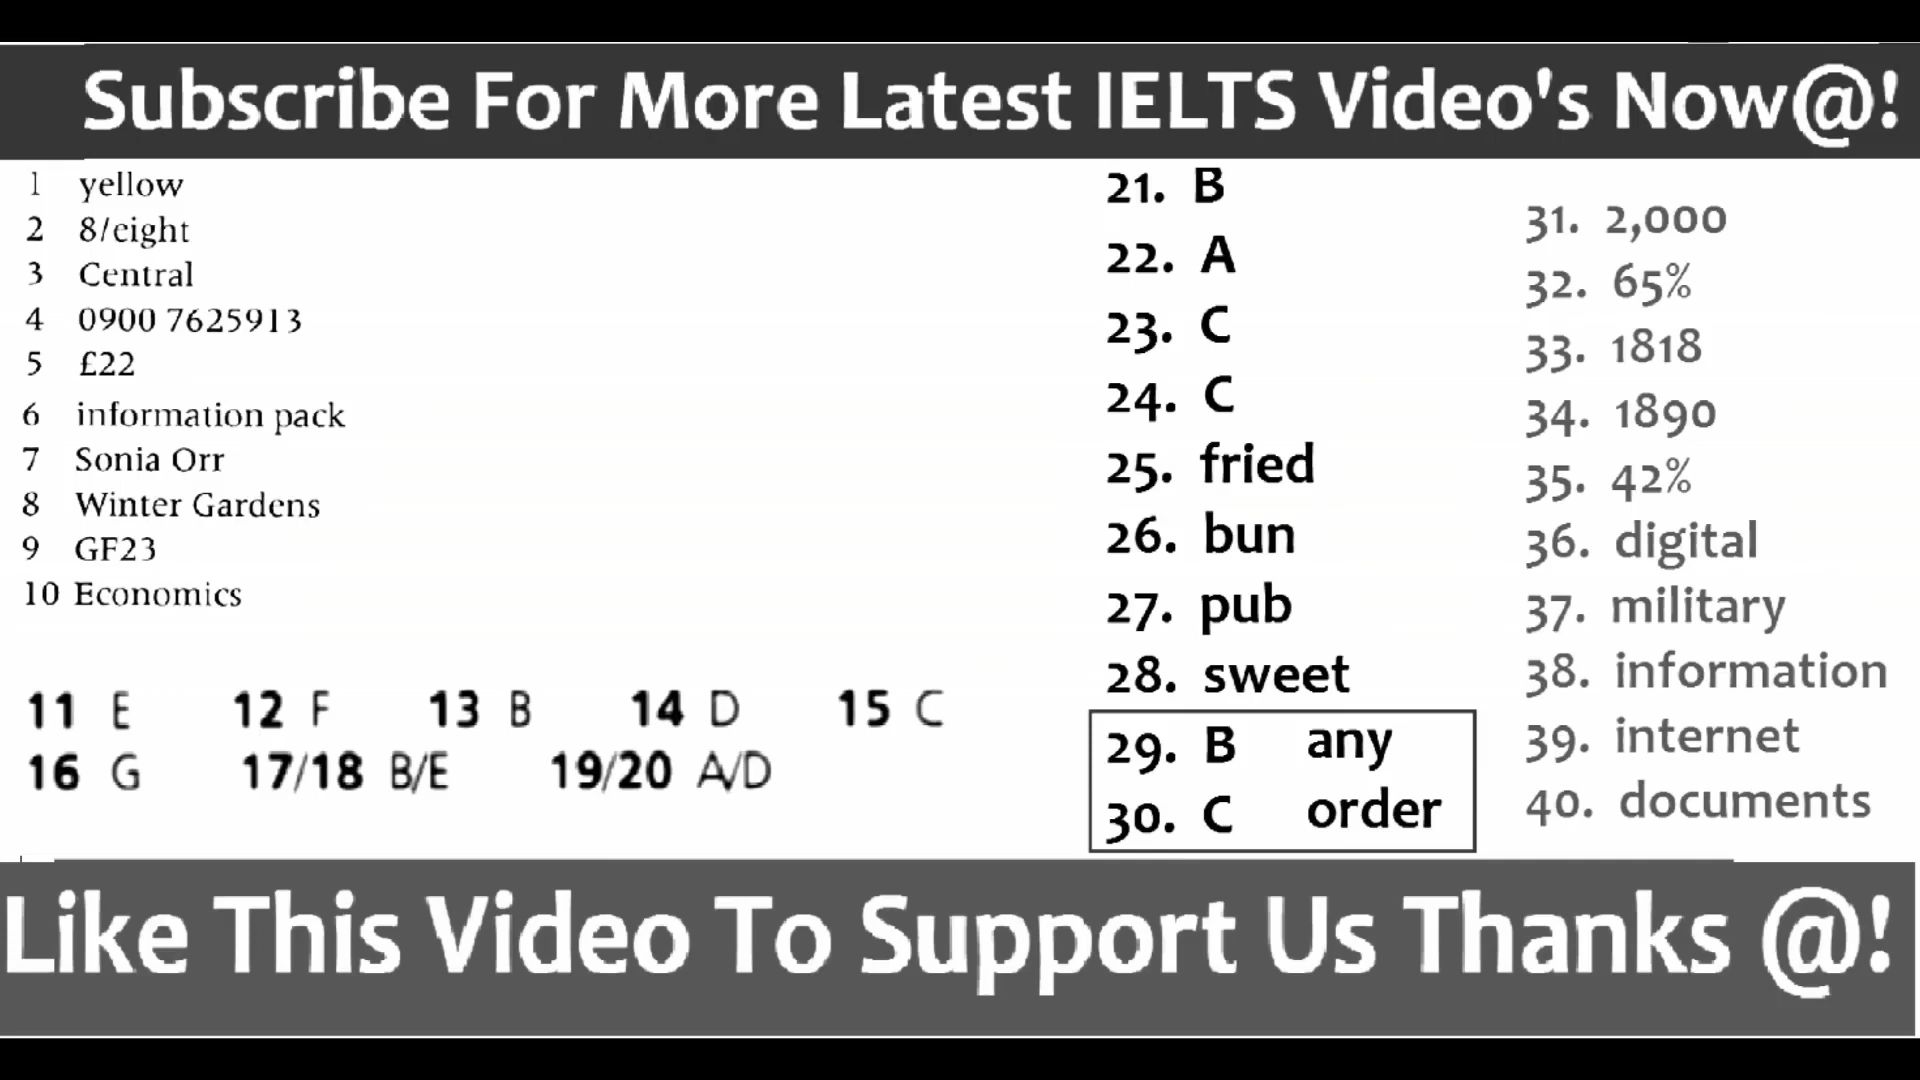 Subscribe For More Latest IELTS Video's Now@!
1 yellow
2 8/eight
3 Central
4 0900 7625913
5 £22
6 information pack
7 Sonia Orr
8 Winter Gardens
9 GF23
10 Economics
11 E 12 F 13 B 14 D 15 C
16 G 17/18 B/E 19/20 A/D
21. B
22. A
23. C
24. C
25. fried
26. bun
27. pub
28. sweet
29. B any
30. C order
31. 2,000
32. 65%
33. 1818
34. 1890
35. 42%
36. digital
37. military
38. information
39. internet
40. documents
Like This Video To Support Us Thanks @!